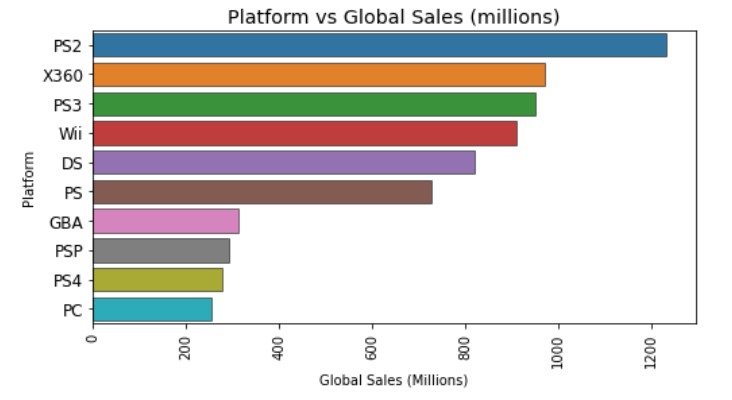 Platform vs Global Sales (millions)
PS2
X360
PS3
Wii
DS
PS
GBA
PSP
PS4
PC
Platform
0
200
400
600
800
1000
1200
Global Sales (Millions)